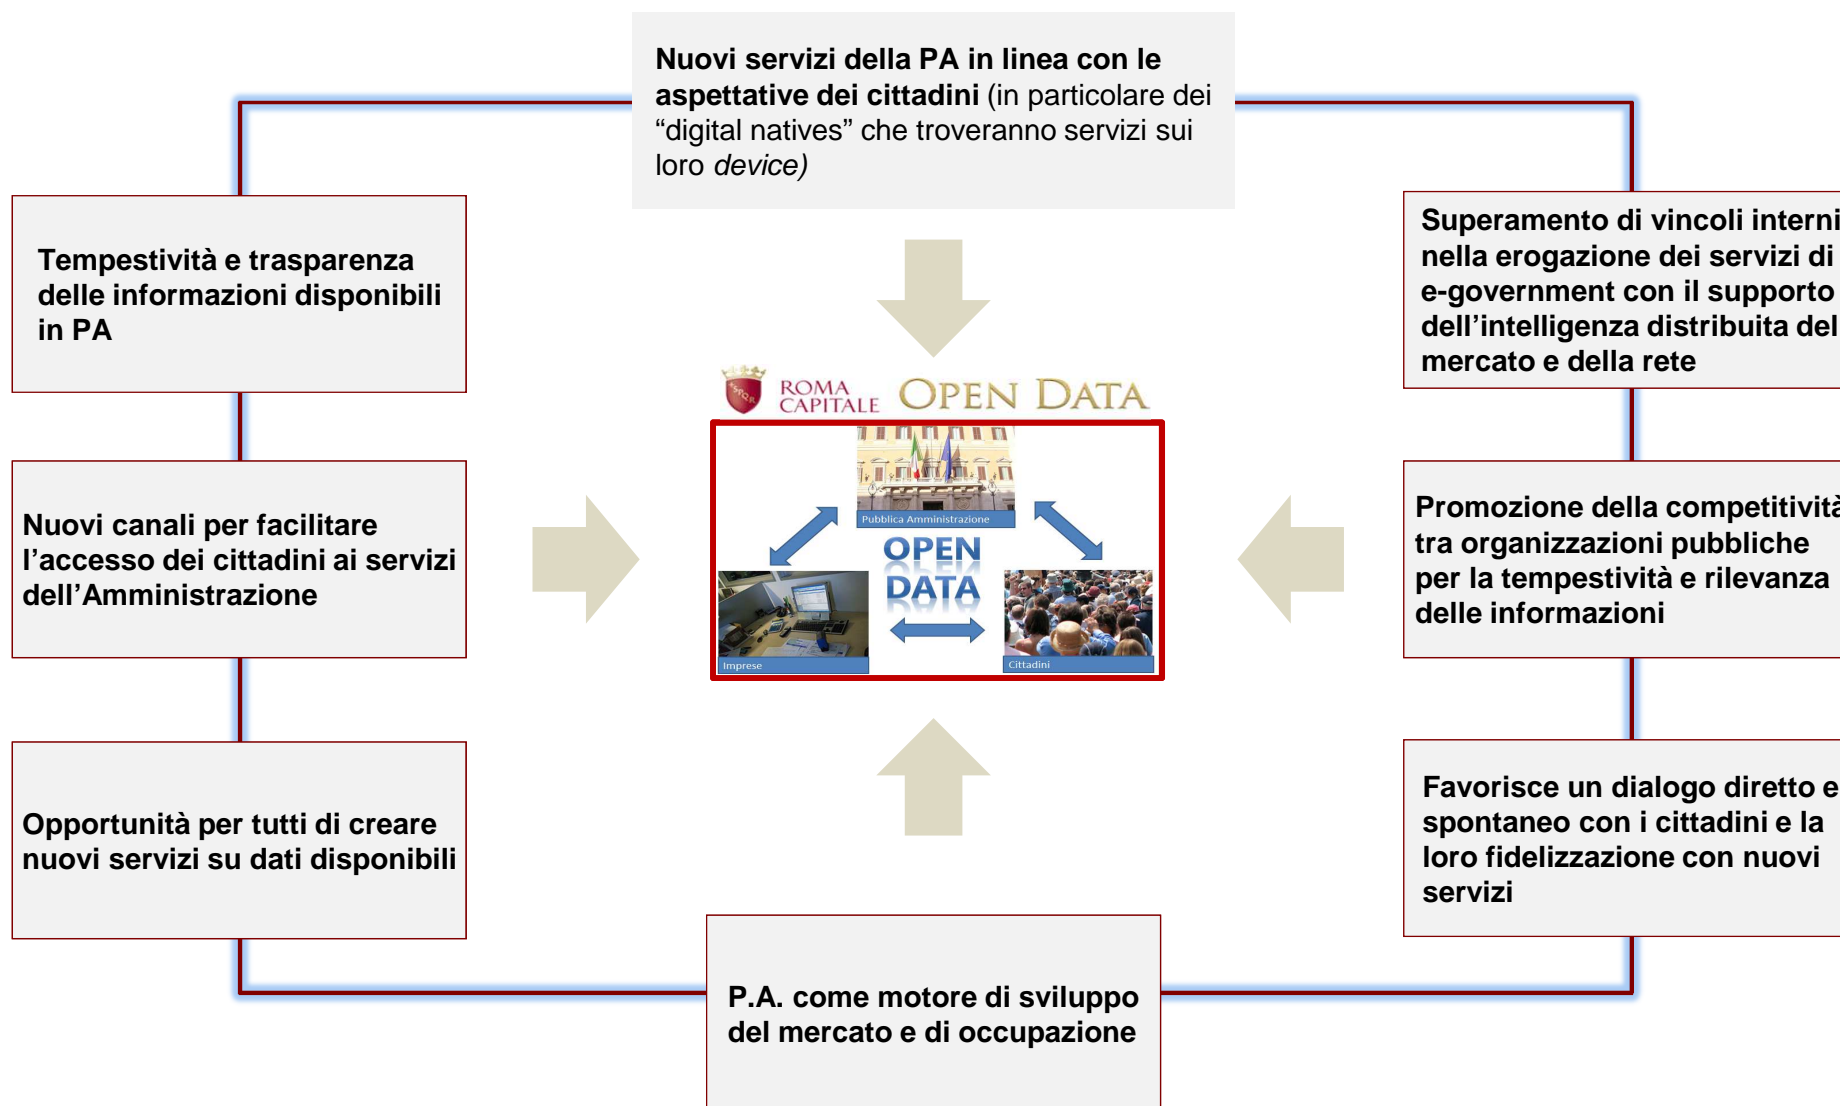 Nuovi servizi della PA in linea con le
aspettative dei cittadini (in particolare dei
“digital natives” che troveranno servizi sui
loro device)
Tempestività e trasparenza
delle informazioni disponibili
in PA
Nuovi canali per facilitare
l’accesso dei cittadini ai servizi
dell’Amministrazione
Opportunità per tutti di creare
nuovi servizi su dati disponibili
SPQR
ROMA
CAPITALE
OPEN DATA
Pubblica Amministrazione
OPEN
DATA
Imprese
Cittadini
Superamento di vincoli interni
nella erogazione dei servizi di
e-government con il supporto
dell’intelligenza distribuita del
mercato e della rete
Promozione della competitività
tra organizzazioni pubbliche
per la tempestività e rilevanza
delle informazioni
Favorisce un dialogo diretto e
spontaneo con i cittadini e la
loro fidelizzazione con nuovi
servizi
P.A. come motore di sviluppo
del mercato e di occupazione